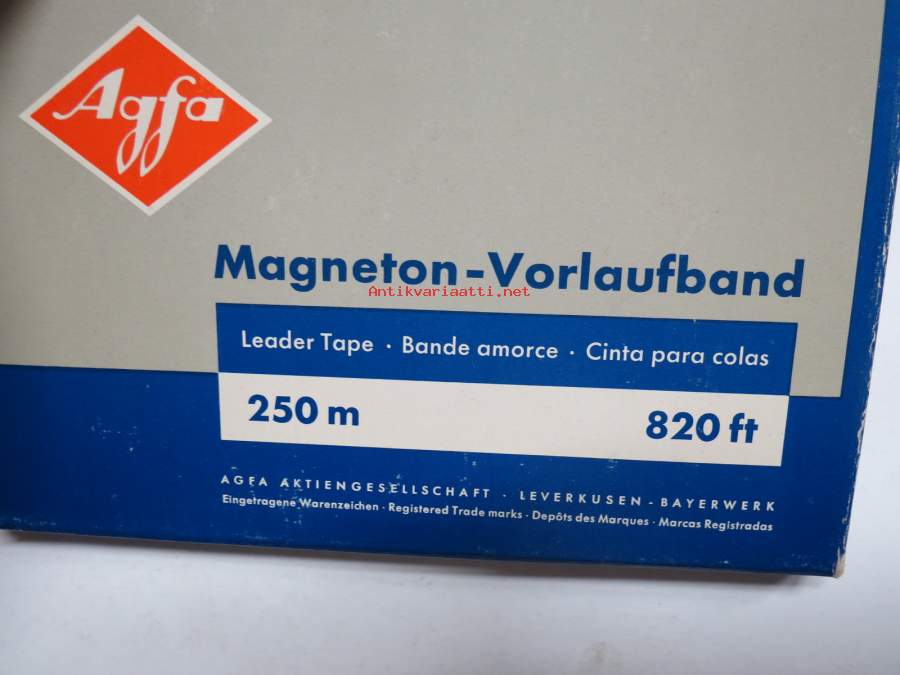 Agfa
Magneton-Vorlaufband
Antikvariaatti.net
Leader Tape · Bande amorce · Cinta para colas
250 m 820 ft
AGFA AKTIENGESELLSCHAFT · LEVERKUSEN-BAYERWERK
Eingetragene Warenzeichen · Registered Trade marks · Depôts des Marques · Marcas Registradas